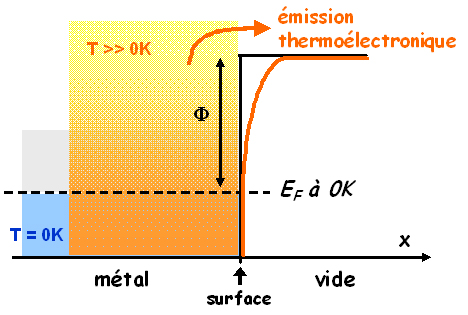 émission
thermoélectronique
T >> 0K
Φ
E_F à 0K
T = 0K
x
métal
vide
surface